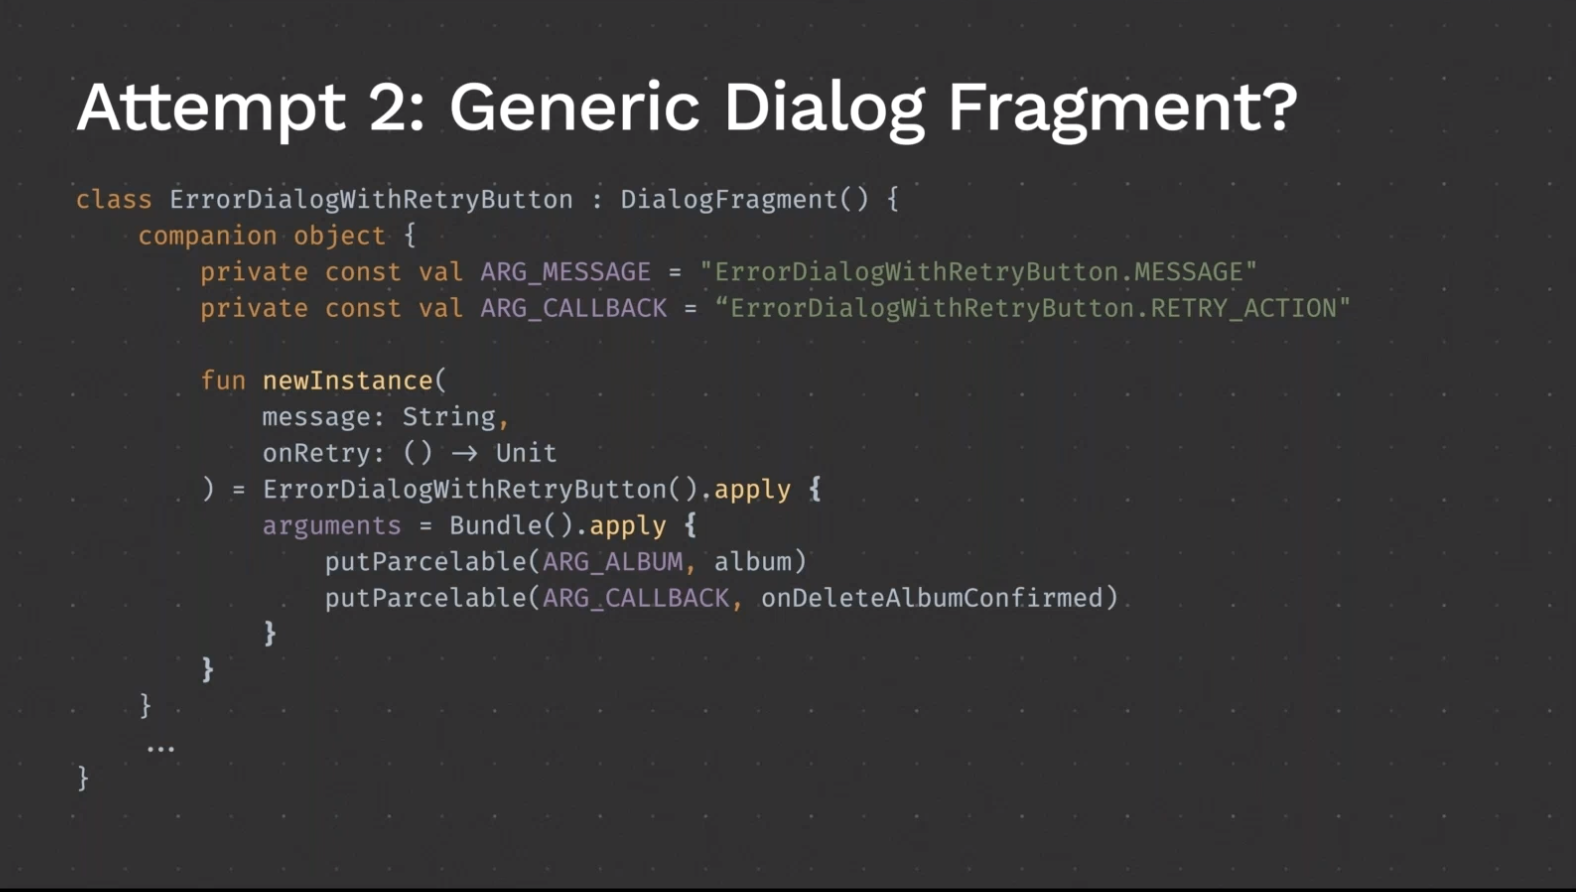 Attempt 2: Generic Dialog Fragment?
class ErrorDialogWithRetryButton : DialogFragment() {
    companion object {
        private const val ARG_MESSAGE = "ErrorDialogWithRetryButton.MESSAGE"
        private const val ARG_CALLBACK = “ErrorDialogWithRetryButton.RETRY_ACTION"
        fun newInstance(
            message: String,
            onRetry: () → Unit
        ) = ErrorDialogWithRetryButton().apply {
            arguments = Bundle().apply {
                putParcelable(ARG_ALBUM, album)
                putParcelable(ARG_CALLBACK, onDeleteAlbumConfirmed)
            }
        }
    }
    …
}